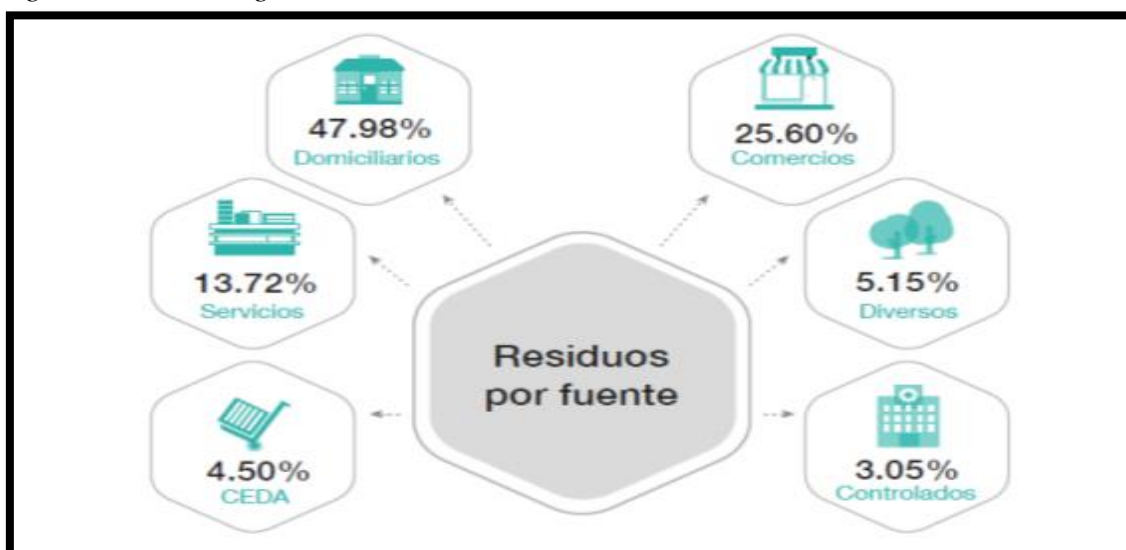 47.98%
Domiciliarios
25.60%
Comercios
13.72%
Servicios
5.15%
Diversos
Residuos
por fuente
4.50%
CEDA
3.05%
Controlados